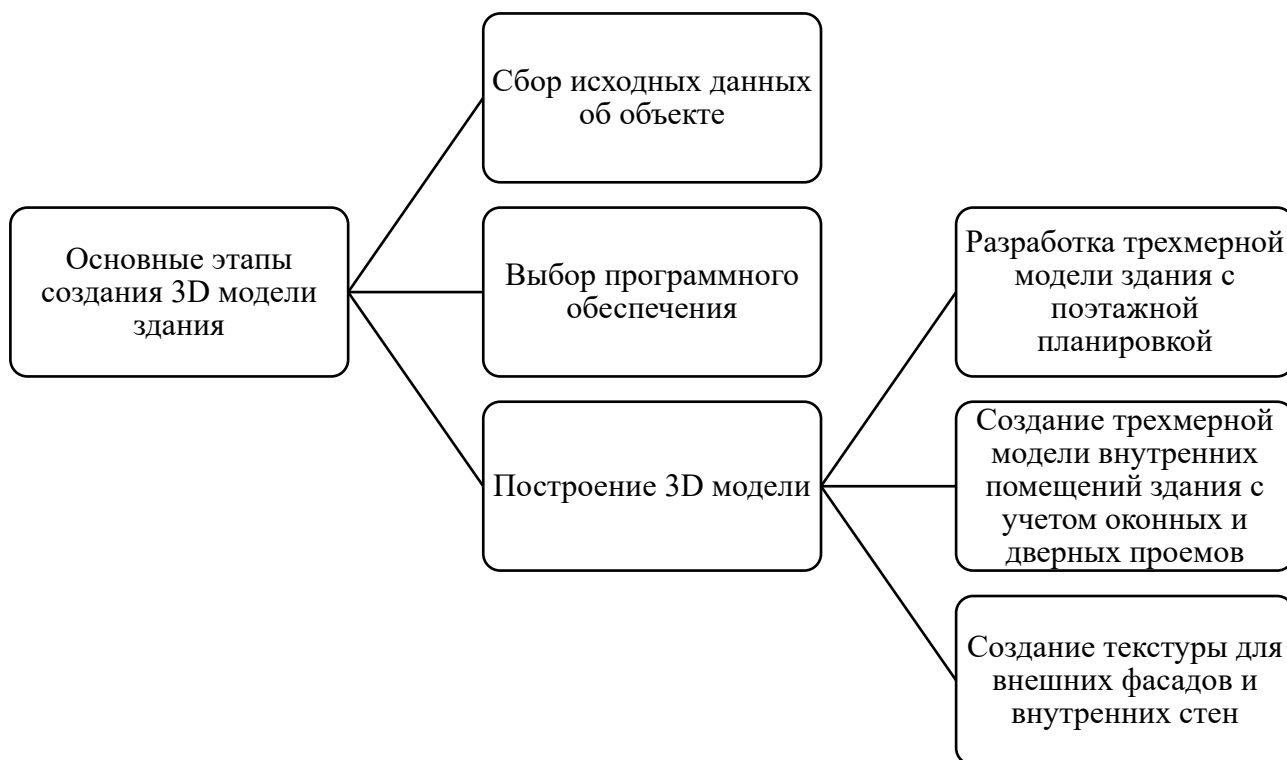 Основные этапы
создания 3D модели
здания
Сбор исходных данных
об объекте
Выбор программного
обеспечения
Построение 3D модели
Разработка трехмерной
модели здания с
поэтажной
планировкой
Создание трехмерной
модели внутренних
помещений здания с
учетом оконных и
дверных проемов
Создание текстуры для
внешних фасадов и
внутренних стен